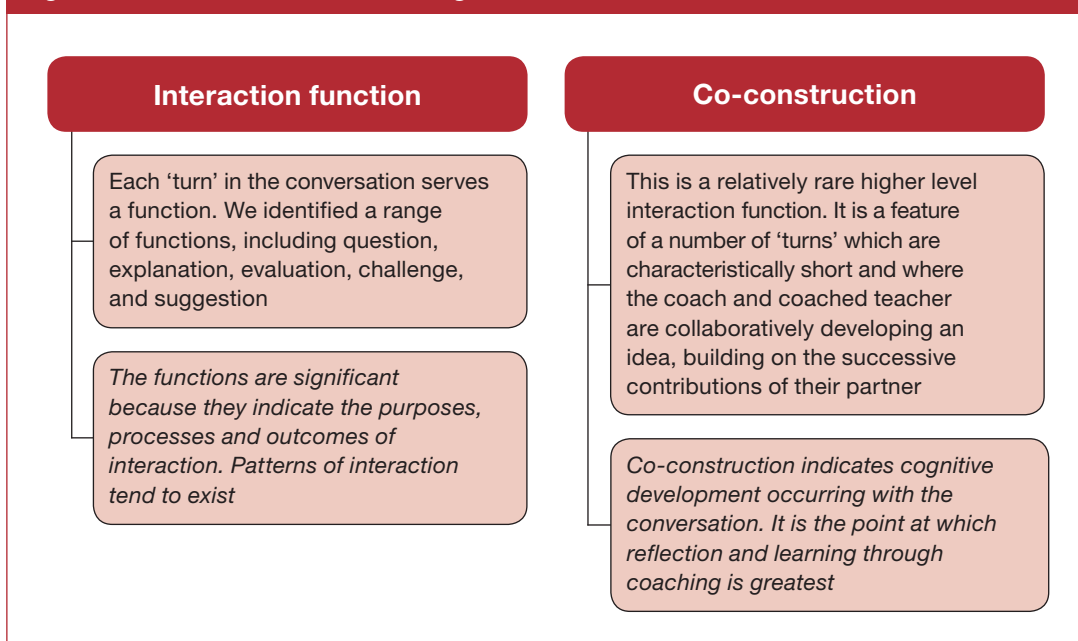 Interaction function
Each ‘turn’ in the conversation serves
a function. We identified a range
of functions, including question,
explanation, evaluation, challenge,
and suggestion
The functions are significant
because they indicate the purposes,
processes and outcomes of
interaction. Patterns of interaction
tend to exist
Co-construction
This is a relatively rare higher level
interaction function. It is a feature
of a number of ‘turns’ which are
characteristically short and where
the coach and coached teacher
are collaboratively developing an
idea, building on the successive
contributions of their partner
Co-construction indicates cognitive
development occurring with the
conversation. It is the point at which
reflection and learning through
coaching is greatest